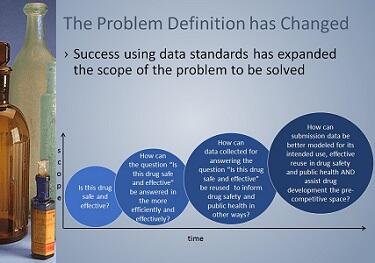 The Problem Definition has Changed
› Success using data standards has expanded
the scope of the problem to be solved
scope
Is this drug
safe and
effective?
How can
the question "Is
this drug safe
and effective"
be answered in
the more
efficiently and
effectively?
How can
data collected for
answering the
question "Is this drug
safe and effective"
be reused to inform
drug safety and
public health in
other ways?
How can
submission data be
better modeled for its
intended use, effective
reuse in drug safety
and public health AND
assist drug
development the pre-
competitive space?
time